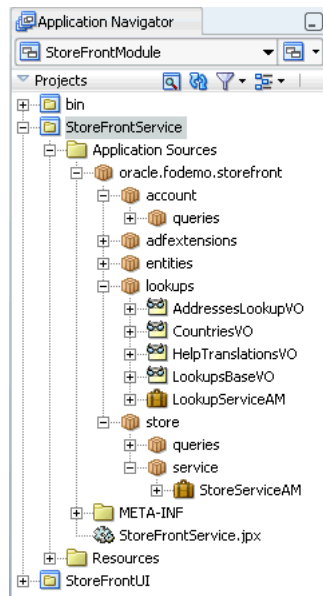 Application Navigator
StoreFrontModule
Projects
bin
StoreFrontService
Application Sources
oracle.fodemo.storefront
account
queries
adfextensions
entities
lookups
AddressesLookupVO
CountriesVO
HelpTranslationsVO
LookupsBaseVO
LookupServiceAM
store
queries
service
StoreServiceAM
META-INF
StoreFrontService.jpx
Resources
StoreFrontUI